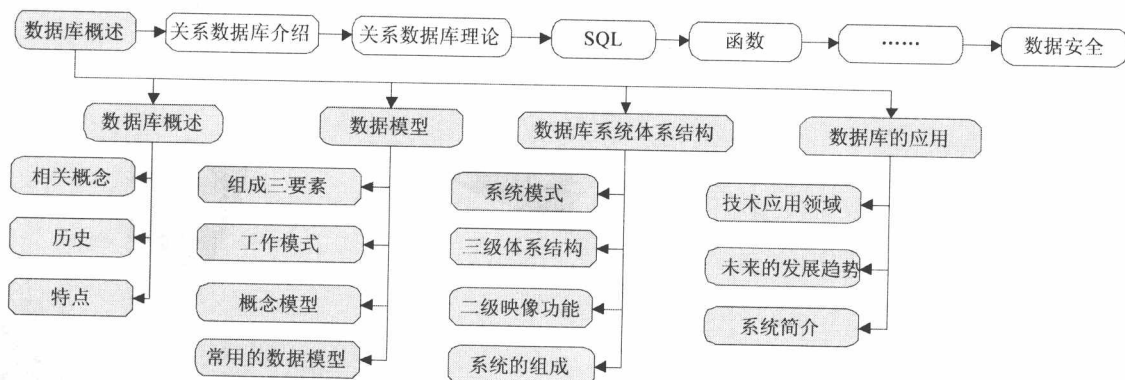 数据库概述
关系数据库介绍
关系数据库理论
SQL
函数
……
数据安全
数据库概述
相关概念
历史
特点
数据模型
组成三要素
工作模式
概念模型
常用的数据模型
数据库系统体系结构
系统模式
三级体系结构
二级映像功能
系统的组成
数据库的应用
技术应用领域
未来的发展趋势
系统简介